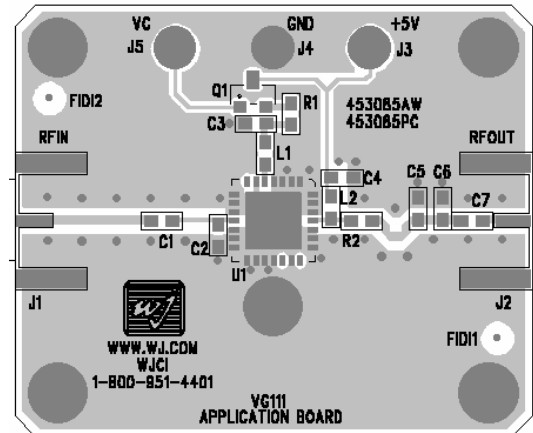 VC
GND
+5V
J5
J4
J3
Q1
FIDI2
R1
453085AW
C3
453085PC
RFIN
RFOUT
L1
C4
C5
C6
L2
C7
C1
C2
R2
U1
J1
J2
WJ
WWW.WJ.COM
WJCI
1-800-951-4401
FIDI1
VG111
APPLICATION BOARD